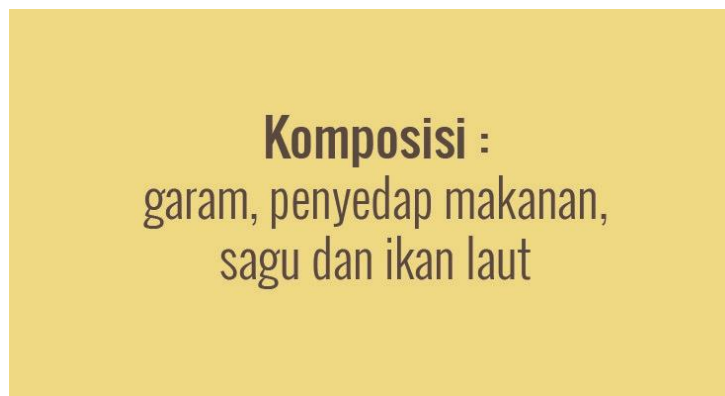 Komposisi :
garam, penyedap makanan,
sagu dan ikan laut